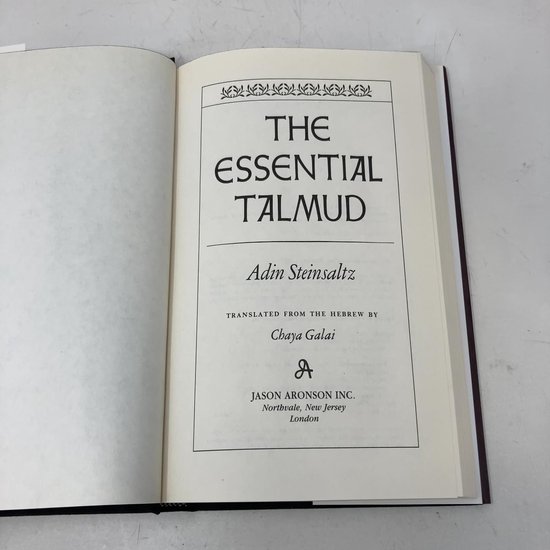 THE
ESSENTIAL
TALMUD
Adin Steinsaltz
TRANSLATED FROM THE HEBREW BY
Chaya Galai
JASON ARONSON INC.
Northvale, New Jersey
London